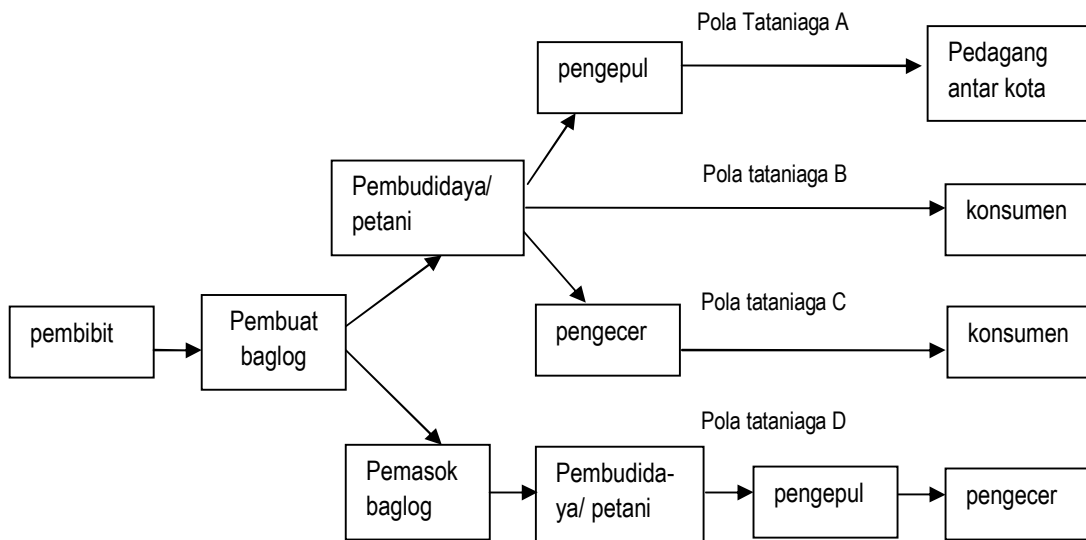 Pola Tataniaga A
pengepul
Pedagang
antar kota
Pola tataniaga B
Pembudidaya/
petani
konsumen
Pola tataniaga C
pembibit
Pembuat
baglog
pengecer
konsumen
Pola tataniaga D
Pemasok
baglog
Pembudida-
ya/ petani
pengepul
pengecer